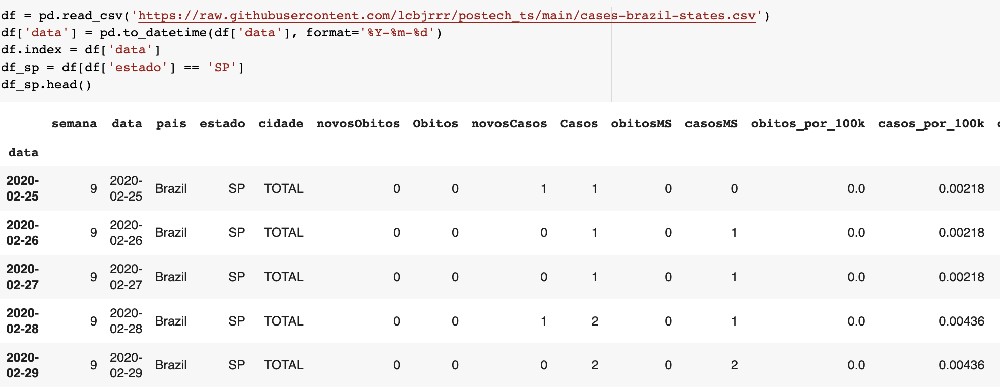 df = pd.read_csv('https://raw.githubusercontent.com/lcbjrrr/postech_ts/main/cases-brazil-states.csv')
df['data'] = pd.to_datetime(df['data'], format='%Y-%m-%d')
df.index = df['data']
df_sp = df[df['estado'] == 'SP']
df_sp.head()
semana data pais estado cidade novosObitos Obitos novosCasos Casos obitosMS casosMS obitos_por_100k casos_por_100k
data
2020-02-25 9 2020-02-25 Brazil SP TOTAL 0 0 1 1 0 0 0.0 0.00218
2020-02-26 9 2020-02-26 Brazil SP TOTAL 0 0 0 1 0 1 0.0 0.00218
2020-02-27 9 2020-02-27 Brazil SP TOTAL 0 0 0 1 0 1 0.0 0.00218
2020-02-28 9 2020-02-28 Brazil SP TOTAL 0 0 1 2 0 1 0.0 0.00436
2020-02-29 9 2020-02-29 Brazil SP TOTAL 0 0 0 2 0 2 0.0 0.00436